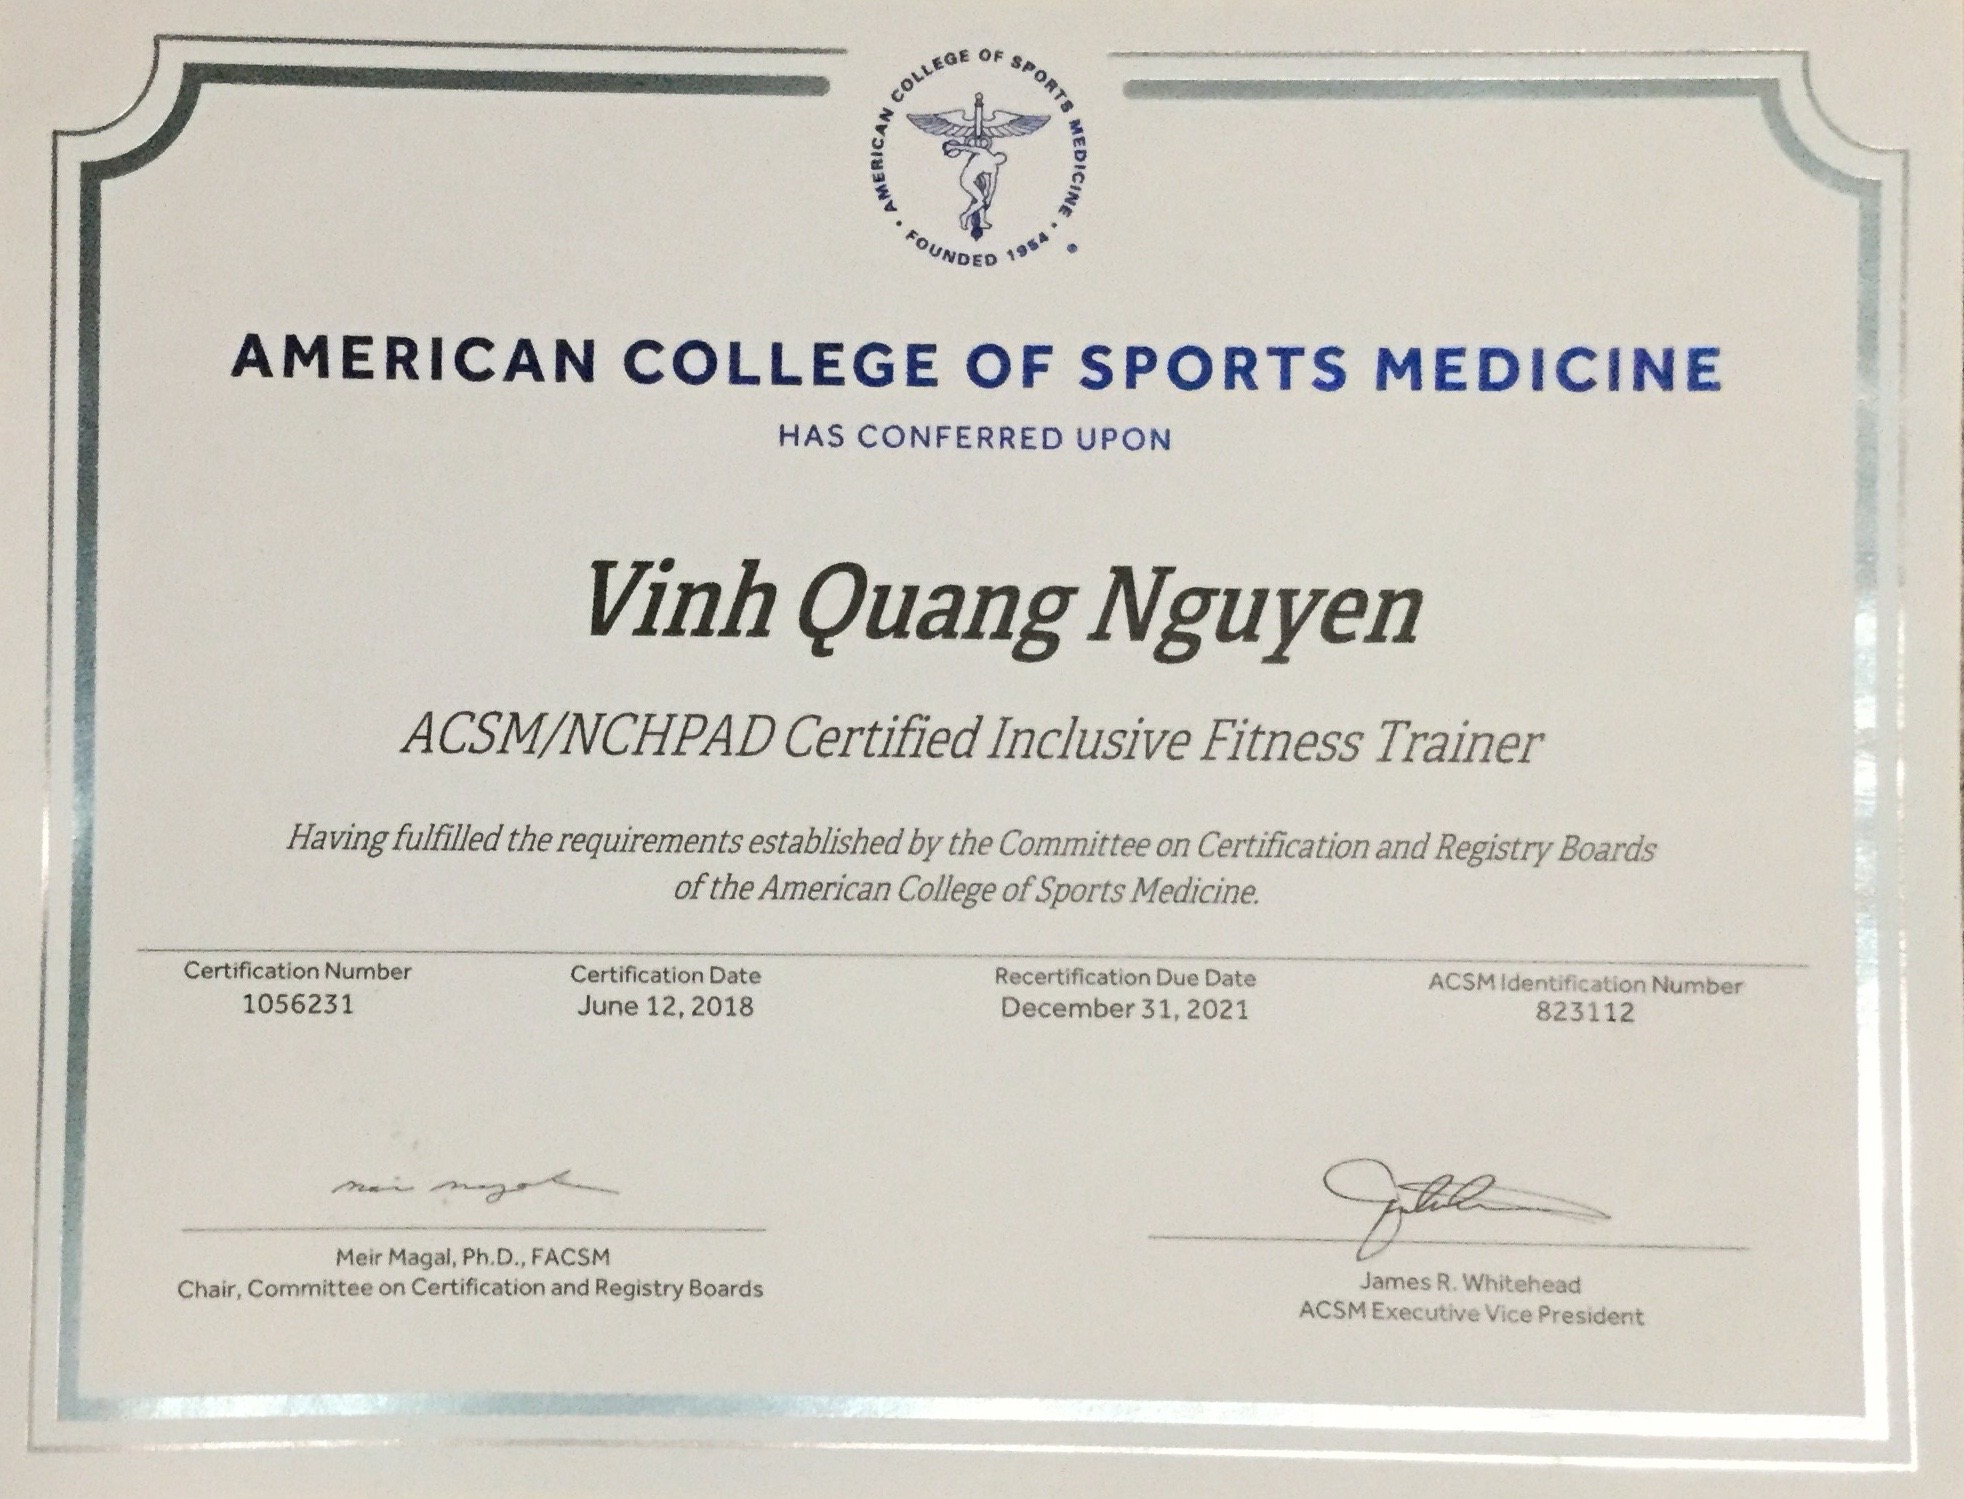 AMERICAN COLLEGE OF SPORTS MEDICINE
• FOUNDED 1954 •
AMERICAN COLLEGE OF SPORTS MEDICINE
HAS CONFERRED UPON
Vinh Quang Nguyen
ACSM/NCHPAD Certified Inclusive Fitness Trainer
Having fulfilled the requirements established by the Committee on Certification and Registry Boards
of the American College of Sports Medicine.
Certification Number Certification Date Recertification Due Date ACSM Identification Number
1056231 June 12, 2018 December 31, 2021 823112
Meir Magal
Meir Magal, Ph.D., FACSM
Chair, Committee on Certification and Registry Boards
James R. Whitehead
ACSM Executive Vice President